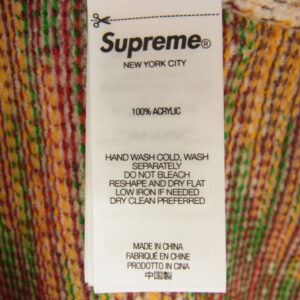 Supreme®
NEW YORK CITY
100% ACRYLIC
HAND WASH COLD, WASH
SEPARATELY
DO NOT BLEACH
RESHAPE AND DRY FLAT
LOW IRON IF NEEDED
DRY CLEAN PREFERRED
MADE IN CHINA
FABRIQUÉ EN CHINE
PRODOTTO IN CINA
中国製